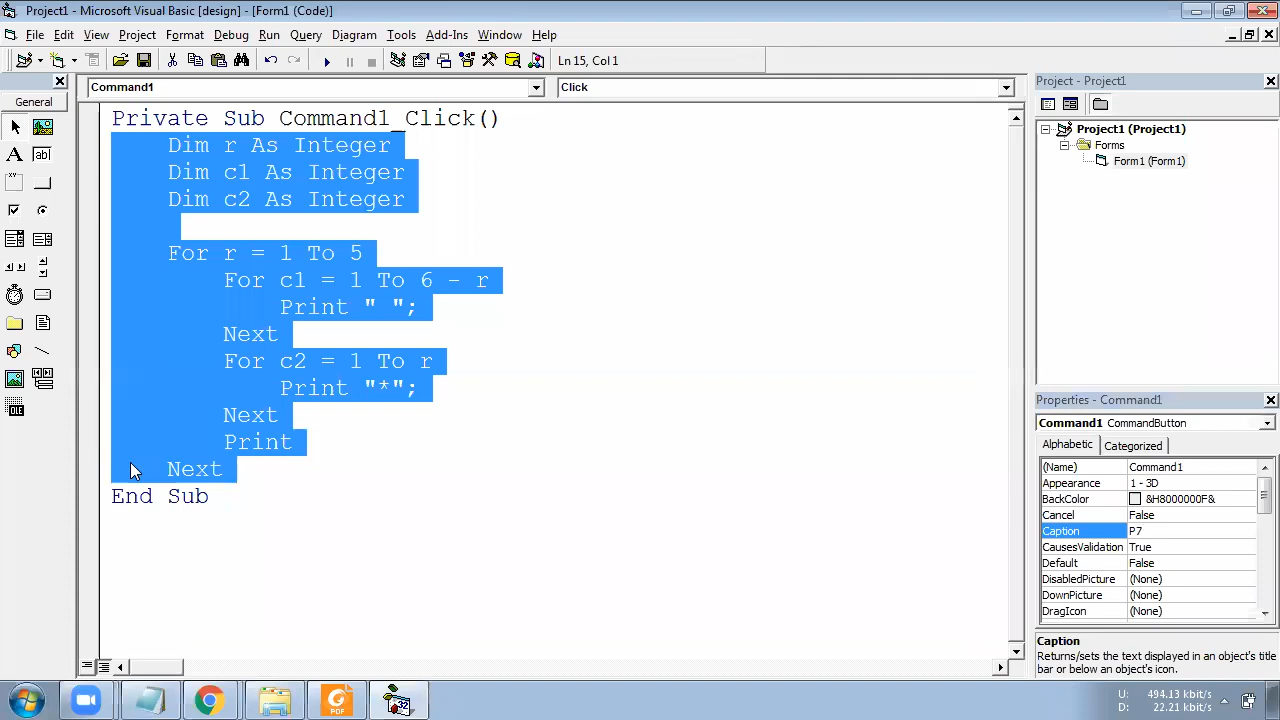 Project1 - Microsoft Visual Basic [design] - [Form1 (Code)]
File Edit View Project Format Debug Run Query Diagram Tools Add-Ins Window Help
Ln 15, Col 1
General
Command1
Click
Private Sub Command1_Click()
Dim r As Integer
Dim c1 As Integer
Dim c2 As Integer
For r = 1 To 5
For c1 = 1 To 6 - r
Print " ";
Next
For c2 = 1 To r
Print "*";
Next
Print
Next
End Sub
Project - Project1
Project1 (Project1)
Forms
Form1 (Form1)
Properties - Command1
Command1 CommandButton
Alphabetic Categorized
(Name) Command1
Appearance 1 - 3D
BackColor &H8000000F&
Cancel False
Caption P7
CausesValidation True
Default False
DisabledPicture (None)
DownPicture (None)
DragIcon (None)
Caption
Returns/sets the text displayed in an object's title
bar or below an object's icon.
A
ab
OLE
PDF
32
U: 494.13 kbit/s
D: 22.21 kbit/s